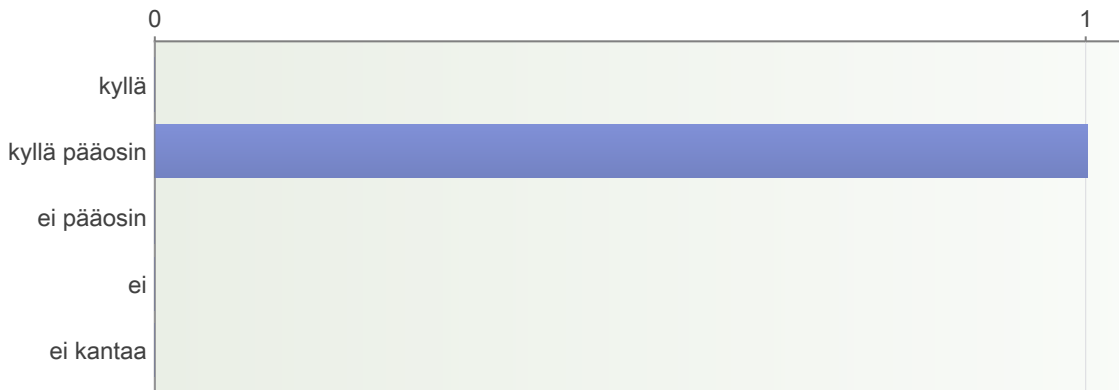 0 1
kyllä
kyllä pääosin
ei pääosin
ei
ei kantaa